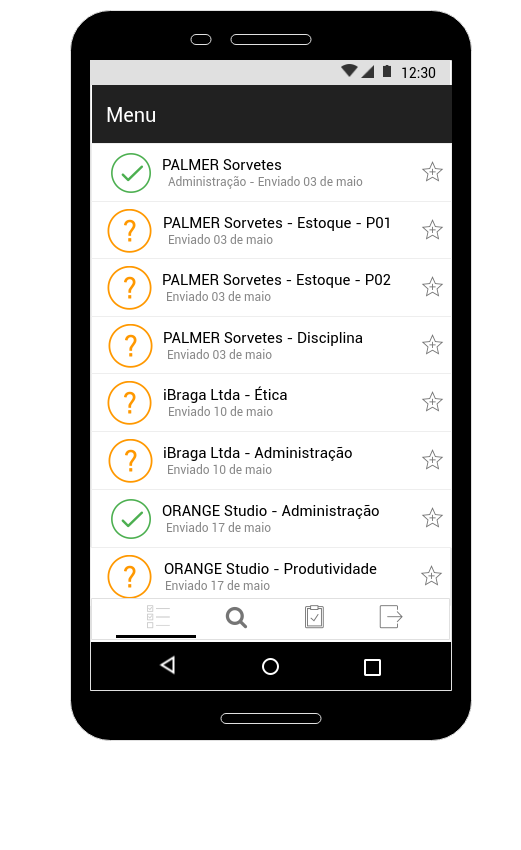 12:30
Menu
PALMER Sorvetes
Administração - Enviado 03 de maio
PALMER Sorvetes - Estoque - P01
Enviado 03 de maio
PALMER Sorvetes - Estoque - P02
Enviado 03 de maio
PALMER Sorvetes - Disciplina
Enviado 03 de maio
iBraga Ltda - Ética
Enviado 10 de maio
iBraga Ltda - Administração
Enviado 10 de maio
ORANGE Studio - Administração
Enviado 17 de maio
ORANGE Studio - Produtividade
Enviado 17 de maio